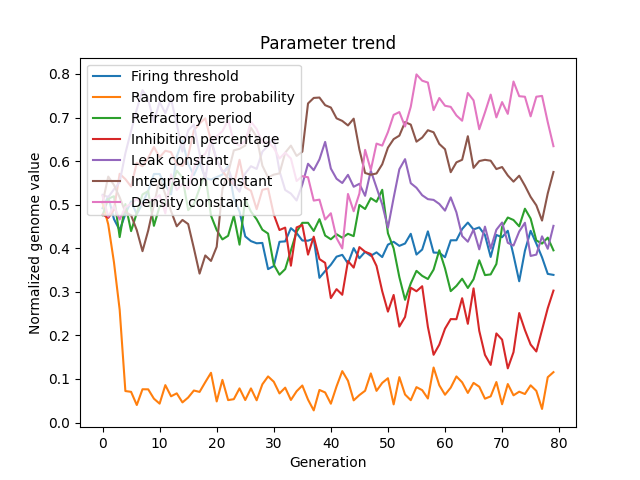 Parameter trend
Normalized genome value
0.8
0.7
0.6
0.5
0.4
0.3
0.2
0.1
0.0
Firing threshold
Random fire probability
Refractory period
Inhibition percentage
Leak constant
Integration constant
Density constant
0 10 20 30 40 50 60 70 80
Generation